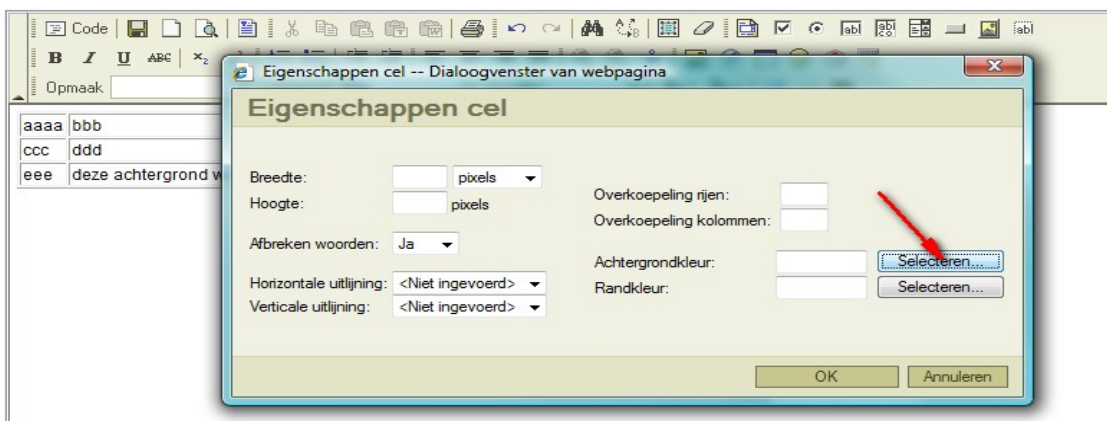 Code
B I U ABC x₂
Opmaak
Eigenschappen cel -- Dialoogvenster van webpagina
Eigenschappen cel
aaaa bbb
ccc ddd
eee deze achtergrond w
Breedte: pixels
Hoogte: pixels
Afbreken woorden: Ja
Horizontale uitlijning: <Niet ingevoerd>
Verticale uitlijning: <Niet ingevoerd>
Overkoepeling rijen:
Overkoepeling kolommen:
Achtergrondkleur: Selecteren...
Randkleur: Selecteren...
OK Annuleren